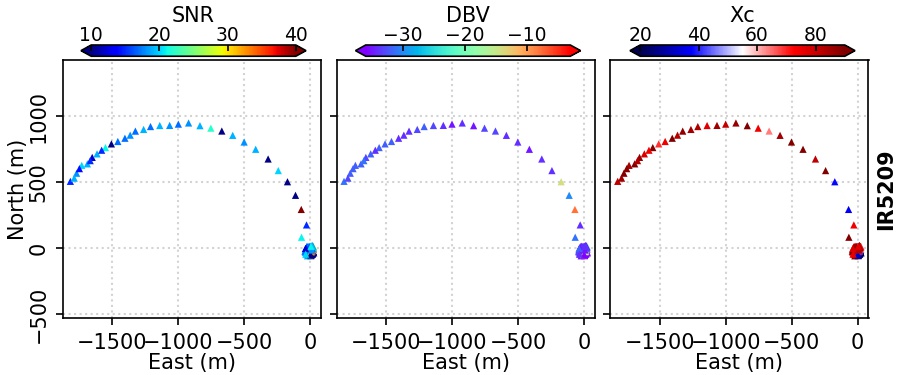 SNR DBV Xc
10 20 30 40 −30 −20 −10 20 40 60 80
North (m)
1000
500
0
−500
−1500 −1000 −500 0 −1500 −1000 −500 0 −1500 −1000 −500 0
East (m) East (m) East (m)
IR5209